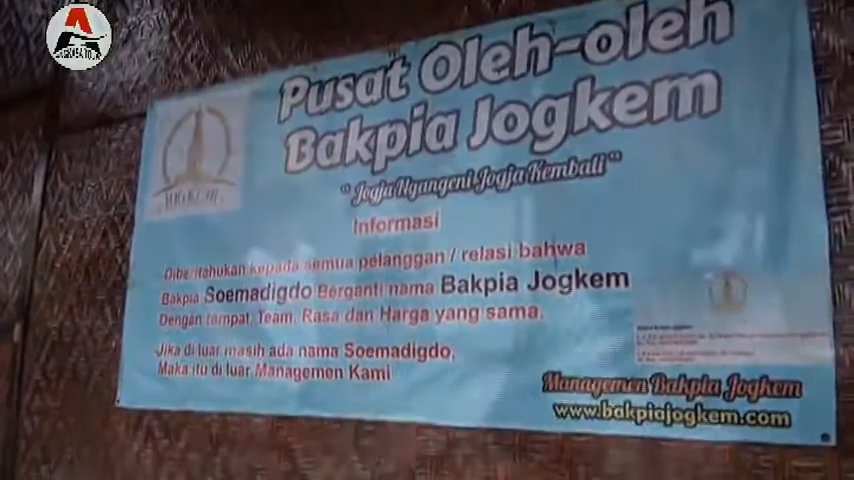 Pusat Oleh-oleh
Bakpia Jogkem
"Jogja Ngangeni Jogja Kembali"
JOGKEM
Informasi
Diberitahukan kepada semua pelanggan / relasi bahwa
Bakpia Soemadigdo Berganti nama Bakpia Jogkem
Dengan tempat, Team, Rasa dan Harga yang sama.
Jika di luar masih ada nama Soemadigdo,
Maka itu di luar Managemen Kami
Managemen Bakpia Jogkem
www.bakpiajogkem.com